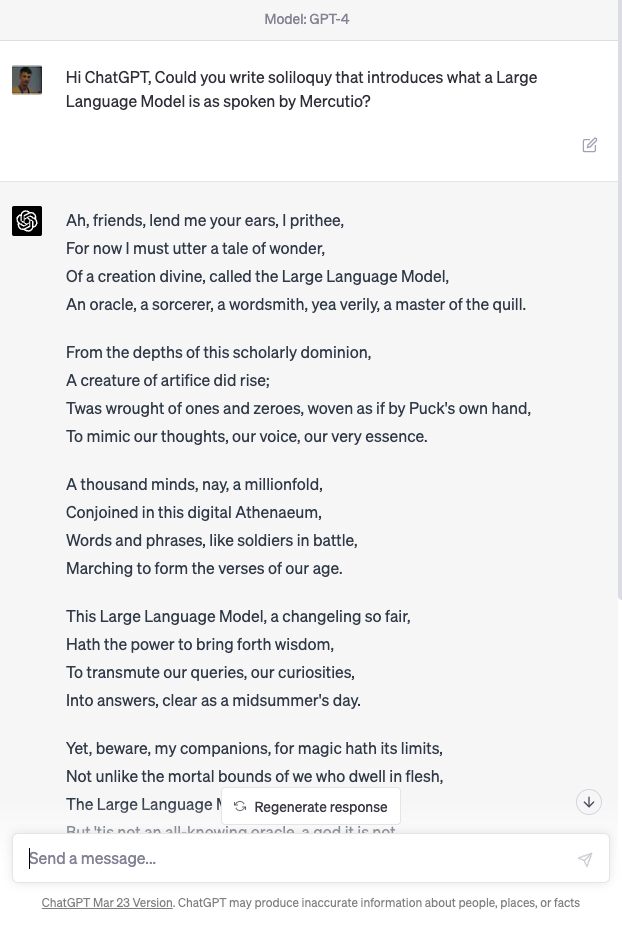 Model: GPT-4
Hi ChatGPT, Could you write soliloquy that introduces what a Large
Language Model is as spoken by Mercutio?
Ah, friends, lend me your ears, I prithee,
For now I must utter a tale of wonder,
Of a creation divine, called the Large Language Model,
An oracle, a sorcerer, a wordsmith, yea verily, a master of the quill.
From the depths of this scholarly dominion,
A creature of artifice did rise;
Twas wrought of ones and zeroes, woven as if by Puck's own hand,
To mimic our thoughts, our voice, our very essence.
A thousand minds, nay, a millionfold,
Conjoined in this digital Athenaeum,
Words and phrases, like soldiers in battle,
Marching to form the verses of our age.
This Large Language Model, a changeling so fair,
Hath the power to bring forth wisdom,
To transmute our queries, our curiosities,
Into answers, clear as a midsummer's day.
Yet, beware, my companions, for magic hath its limits,
Not unlike the mortal bounds of we who dwell in flesh,
The Large Language
Regenerate response
But 'tis not an all-knowing oracle, a god it is not
Send a message...
ChatGPT Mar 23 Version. ChatGPT may produce inaccurate information about people, places, or facts